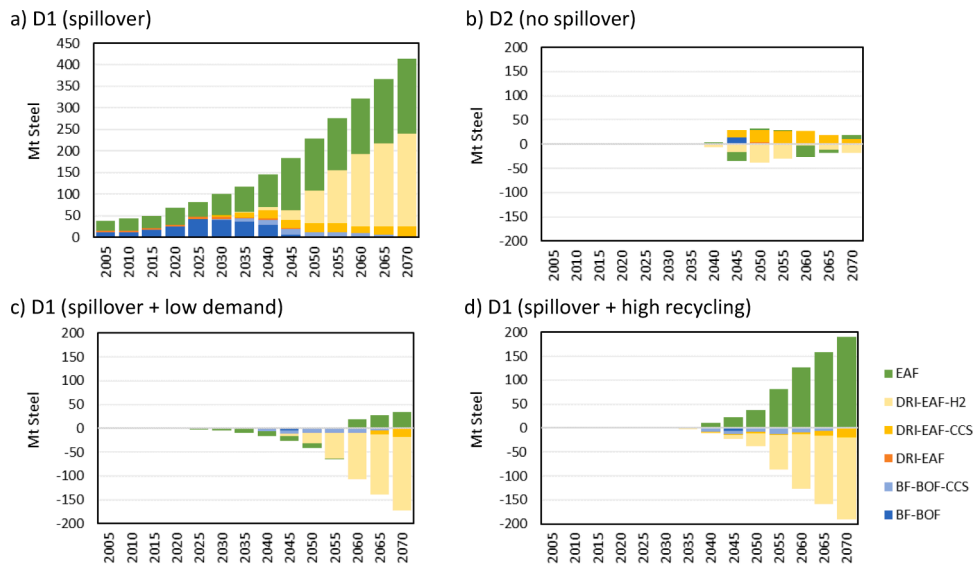 a) D1 (spillover)
450
400
350
300
250
200
150
100
50
0
Mt Steel
2005 2010 2015 2020 2025 2030 2035 2040 2045 2050 2055 2060 2065 2070
b) D2 (no spillover)
200
150
100
50
0
-50
-100
-150
-200
Mt Steel
2005 2010 2015 2020 2025 2030 2035 2040 2045 2050 2055 2060 2065 2070
c) D1 (spillover + low demand)
200
150
100
50
0
-50
-100
-150
-200
Mt Steel
2005 2010 2015 2020 2025 2030 2035 2040 2045 2050 2055 2060 2065 2070
d) D1 (spillover + high recycling)
200
150
100
50
0
-50
-100
-150
-200
Mt Steel
2005 2010 2015 2020 2025 2030 2035 2040 2045 2050 2055 2060 2065 2070
EAF
DRI-EAF-H2
DRI-EAF-CCS
DRI-EAF
BF-BOF-CCS
BF-BOF